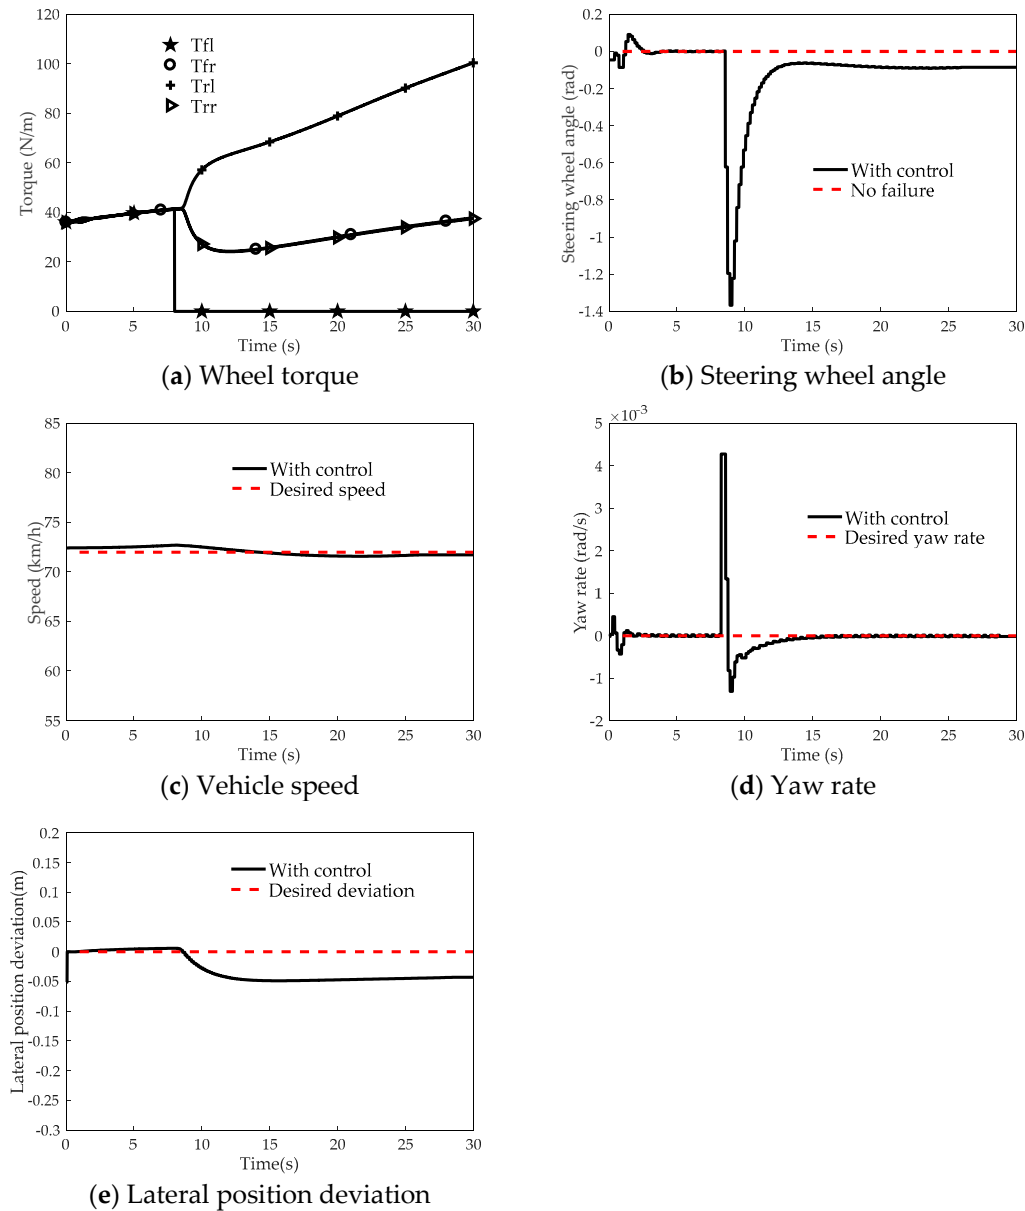 120
100
80
60
40
20
0
Torque (N/m)
Tfl
Tfr
Trl
Trr
0 5 10 15 20 25 30
Time (s)
(a) Wheel torque
0.2
0
-0.2
-0.4
-0.6
-0.8
-1
-1.2
-1.4
Steering wheel angle (rad)
With control
No failure
0 5 10 15 20 25 30
Time (s)
(b) Steering wheel angle
85
80
75
70
65
60
55
Speed (km/h)
With control
Desired speed
0 5 10 15 20 25 30
Time (s)
(c) Vehicle speed
×10-3
5
4
3
2
1
0
-1
-2
Yaw rate (rad/s)
With control
Desired yaw rate
0 5 10 15 20 25 30
Time (s)
(d) Yaw rate
0.2
0.15
0.1
0.05
0
-0.05
-0.1
-0.15
-0.2
-0.25
-0.3
Lateral position deviation(m)
With control
Desired deviation
0 5 10 15 20 25 30
Time(s)
(e) Lateral position deviation